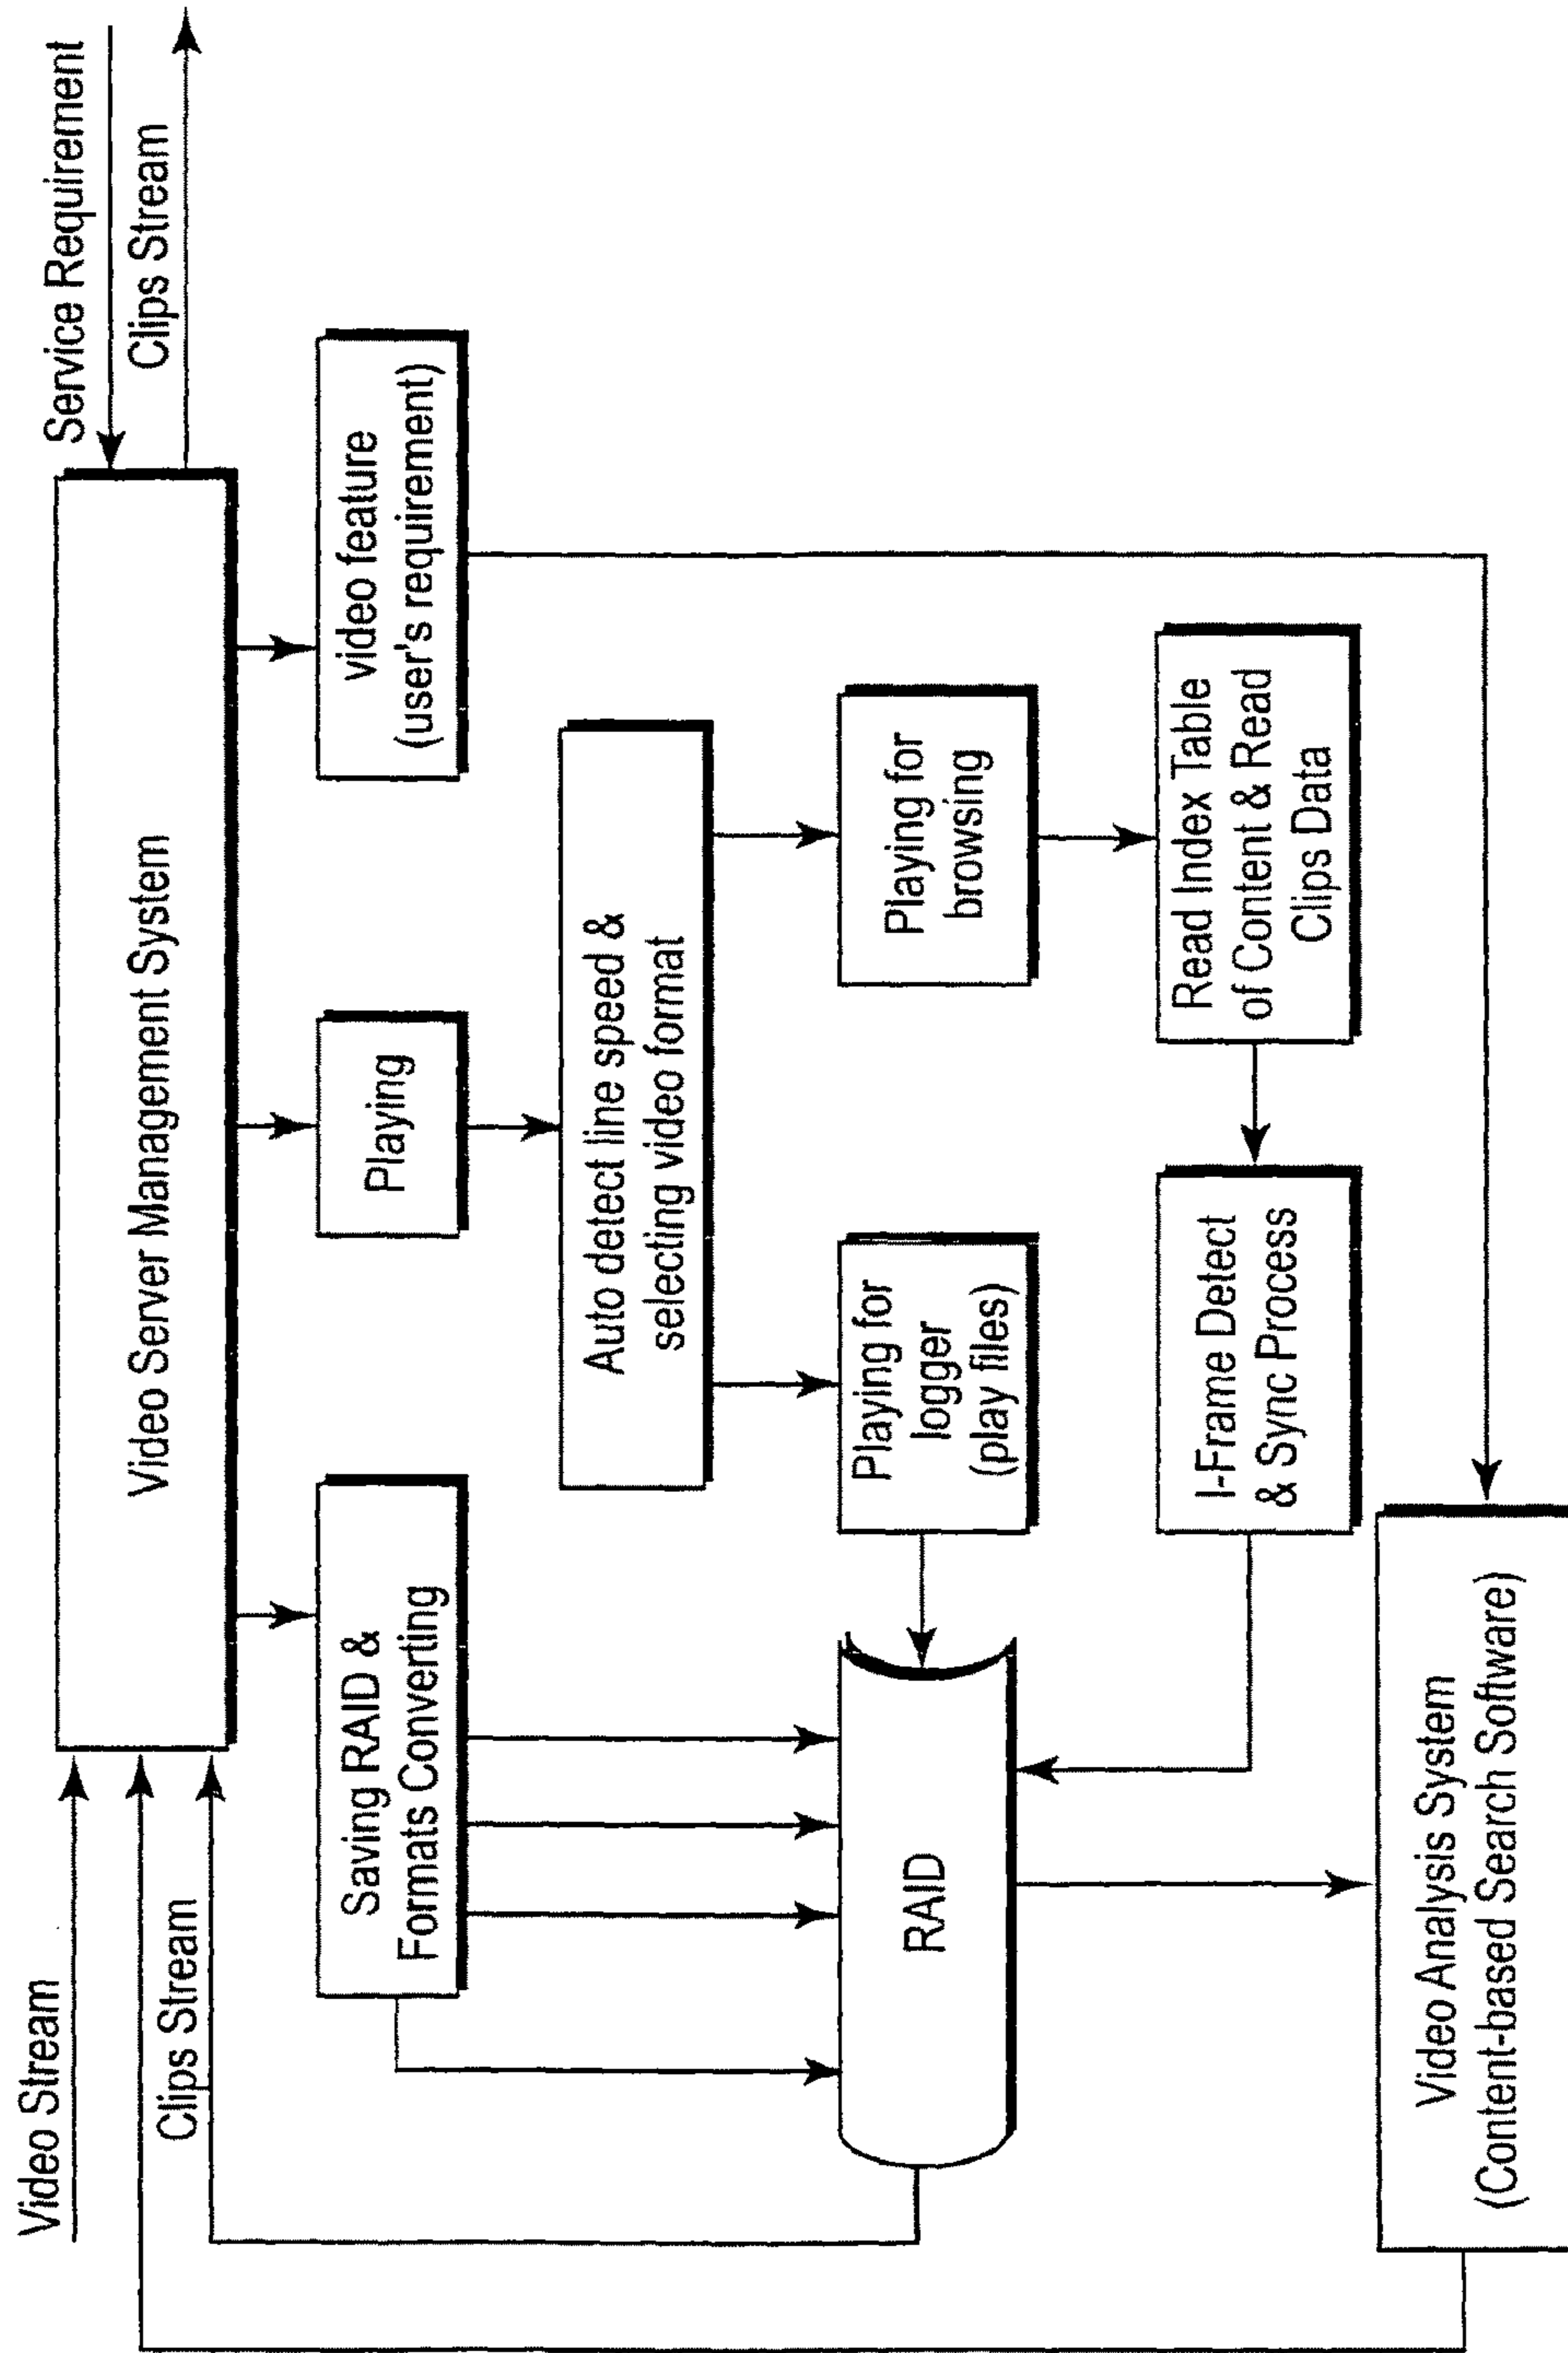 Video Stream
Clips Stream
Video Server Management System
Service Requirement
Clips Stream
Saving RAID &
Formats Converting
Playing
video feature
(user's requirement)
Auto detect line speed &
selecting video format
RAID
Playing for
logger
(play files)
Playing for
browsing
I-Frame Detect
& Sync Process
Read Index Table
of Content & Read
Clips Data
Video Analysis System
(Content-based Search Software)